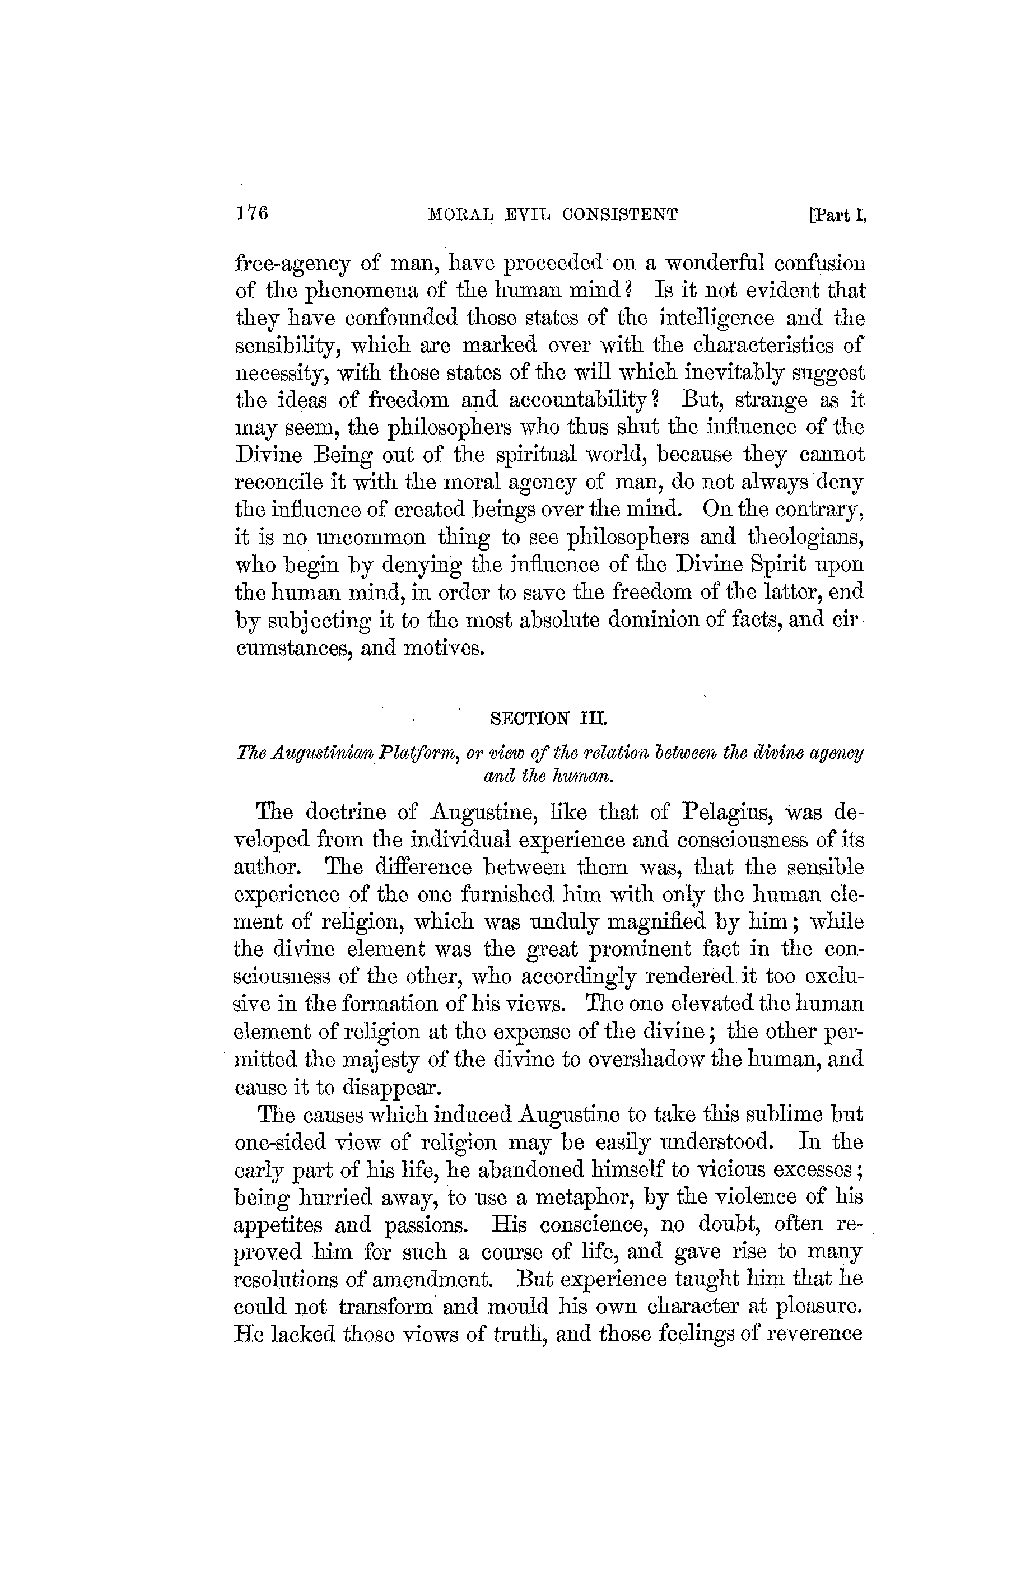 176 MORAL EVIL CONSISTENT [Part I,
free-agency of man, have proceeded on a wonderful confusion
of the phenomena of the human mind? Is it not evident that
they have confounded those states of the intelligence and the
sensibility, which are marked over with the characteristics of
necessity, with those states of the will which inevitably suggest
the ideas of freedom and accountability? But, strange as it
may seem, the philosophers who thus shut the influence of the
Divine Being out of the spiritual world, because they cannot
reconcile it with the moral agency of man, do not always deny
the influence of created beings over the mind. On the contrary,
it is no uncommon thing to see philosophers and theologians,
who begin by denying the influence of the Divine Spirit upon
the human mind, in order to save the freedom of the latter, end
by subjecting it to the most absolute dominion of facts, and cir-
cumstances, and motives.
SECTION III.
The Augustinian Platform, or view of the relation between the divine agency
and the human.
The doctrine of Augustine, like that of Pelagius, was de-
veloped from the individual experience and consciousness of its
author. The difference between them was, that the sensible
experience of the one furnished him with only the human ele-
ment of religion, which was unduly magnified by him; while
the divine element was the great prominent fact in the con-
sciousness of the other, who accordingly rendered it too exclu-
sive in the formation of his views. The one elevated the human
element of religion at the expense of the divine; the other per-
mitted the majesty of the divine to overshadow the human, and
cause it to disappear.
The causes which induced Augustine to take this sublime but
one-sided view of religion may be easily understood. In the
early part of his life, he abandoned himself to vicious excesses;
being hurried away, to use a metaphor, by the violence of his
appetites and passions. His conscience, no doubt, often re-
proved him for such a course of life, and gave rise to many
resolutions of amendment. But experience taught him that he
could not transform and mould his own character at pleasure.
He lacked those views of truth, and those feelings of reverence